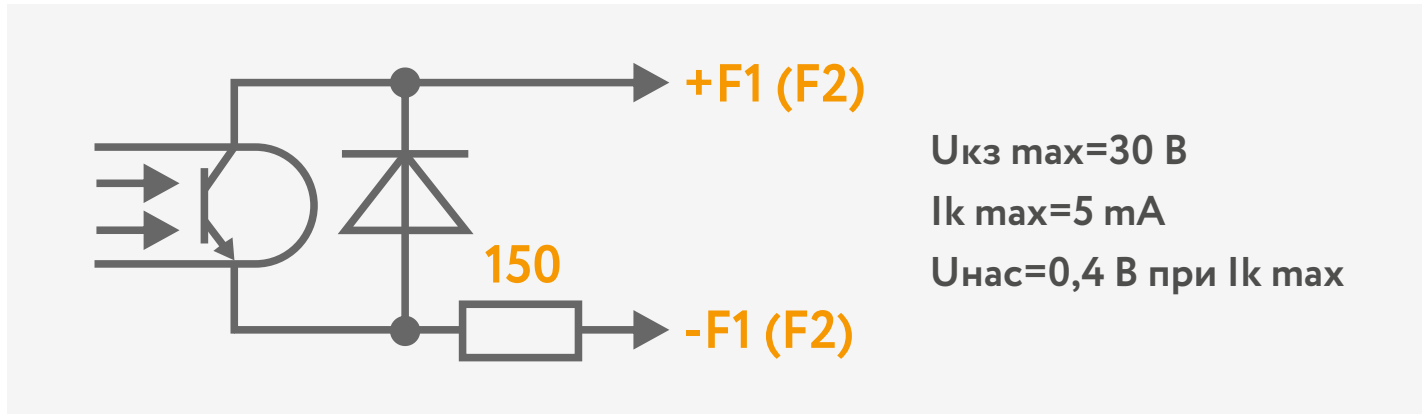 +F1 (F2)
Uкз max=30 В
Ik max=5 mA
150
Uнас=0,4 В при Ik max
-F1 (F2)